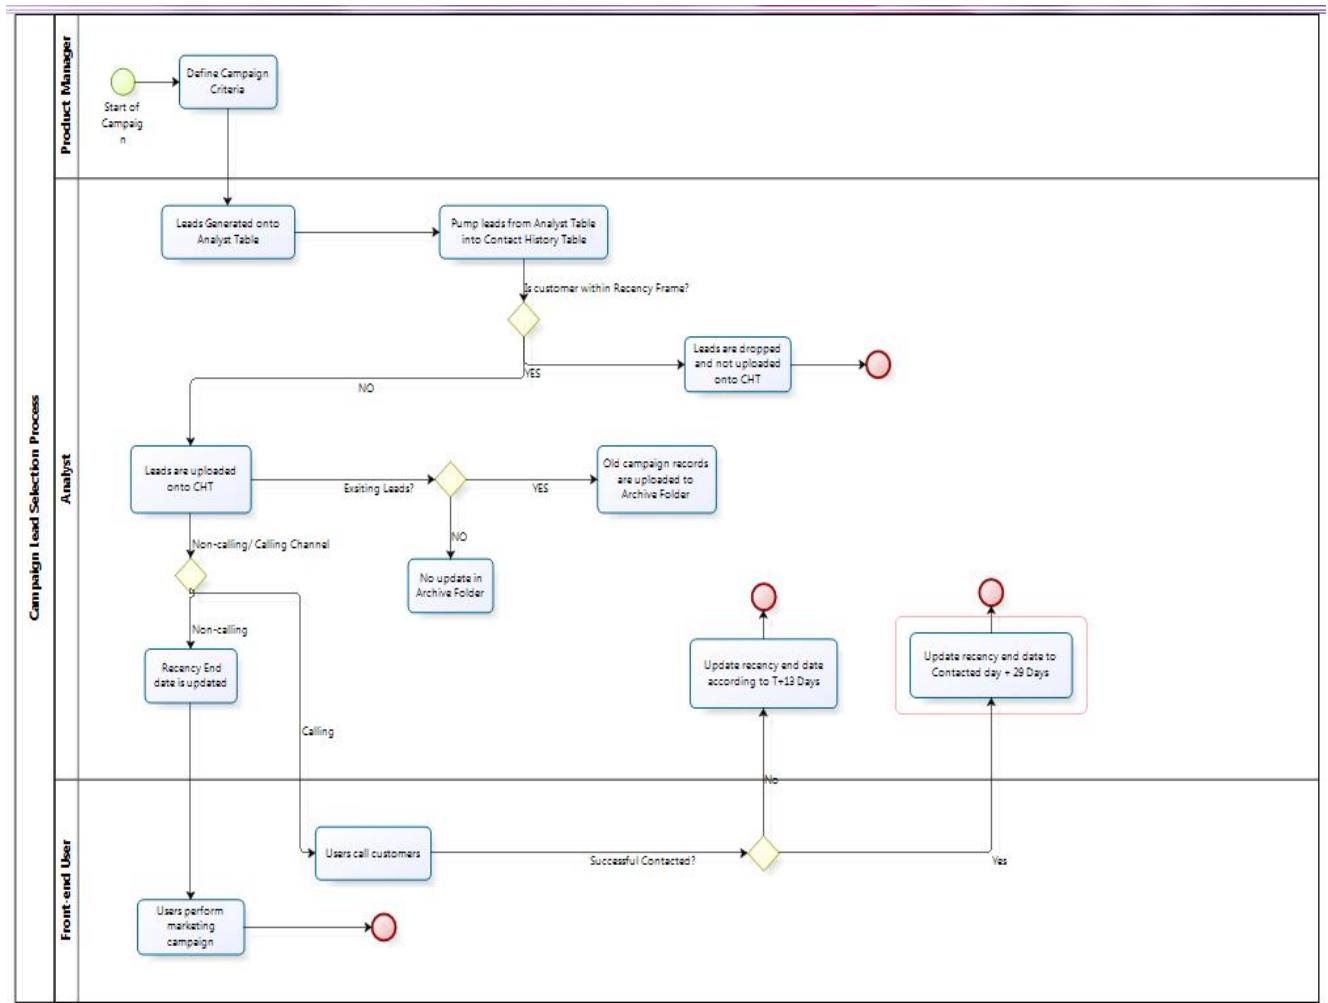 Campaign Lead Selection Process
Product Manager
Start of
Campaig
n
Define Campaign
Criteria
Analyst
Leads Generated onto
Analyst Table
Pump leads from Analyst Table
into Contact History Table
Is customer within Recency Frame?
YES
Leads are dropped
and not uploaded
onto CHT
NO
Leads are uploaded
onto CHT
Exsiting Leads?
YES
Old campaign records
are uploaded to
Archive Folder
NO
No update in
Archive Folder
Non-calling/ Calling Channel
Non-calling
Recency End
date is updated
Calling
Update recency end date
according to T+13 Days
Update recency end date to
Contacted day + 29 Days
No
Front-end User
Users call customers
Successful Contacted?
Yes
Users perform
marketing
campaign